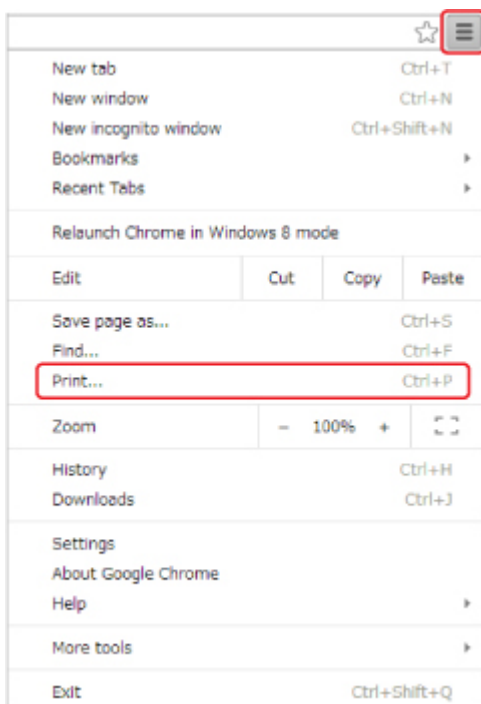 New tab Ctrl+T
New window Ctrl+N
New incognito window Ctrl+Shift+N
Bookmarks
Recent Tabs
Relaunch Chrome in Windows 8 mode
Edit Cut Copy Paste
Save page as... Ctrl+S
Find... Ctrl+F
Print... Ctrl+P
Zoom − 100% +
History Ctrl+H
Downloads Ctrl+J
Settings
About Google Chrome
Help
More tools
Exit Ctrl+Shift+Q